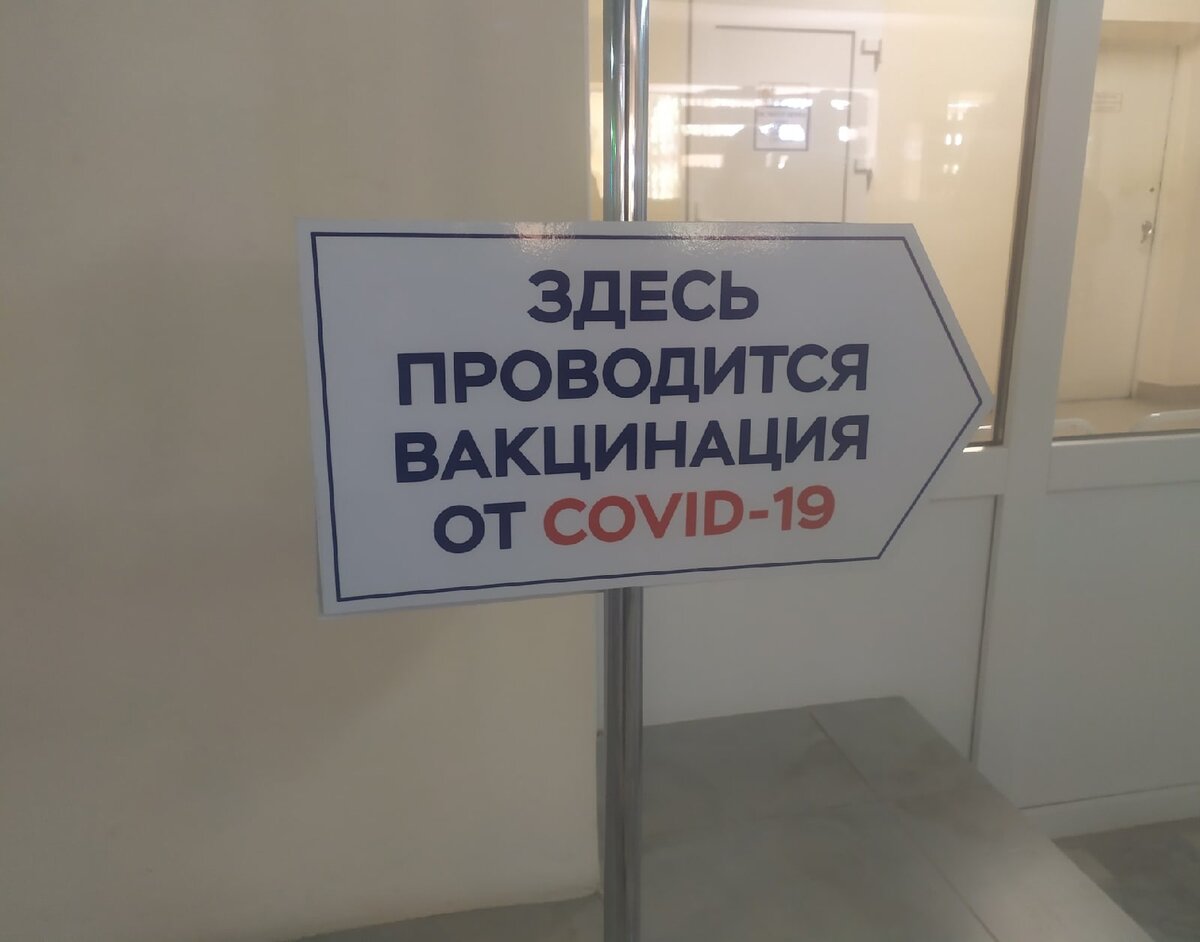 ЗДЕСЬ
ПРОВОДИТСЯ
ВАКЦИНАЦИЯ
ОТ COVID-19